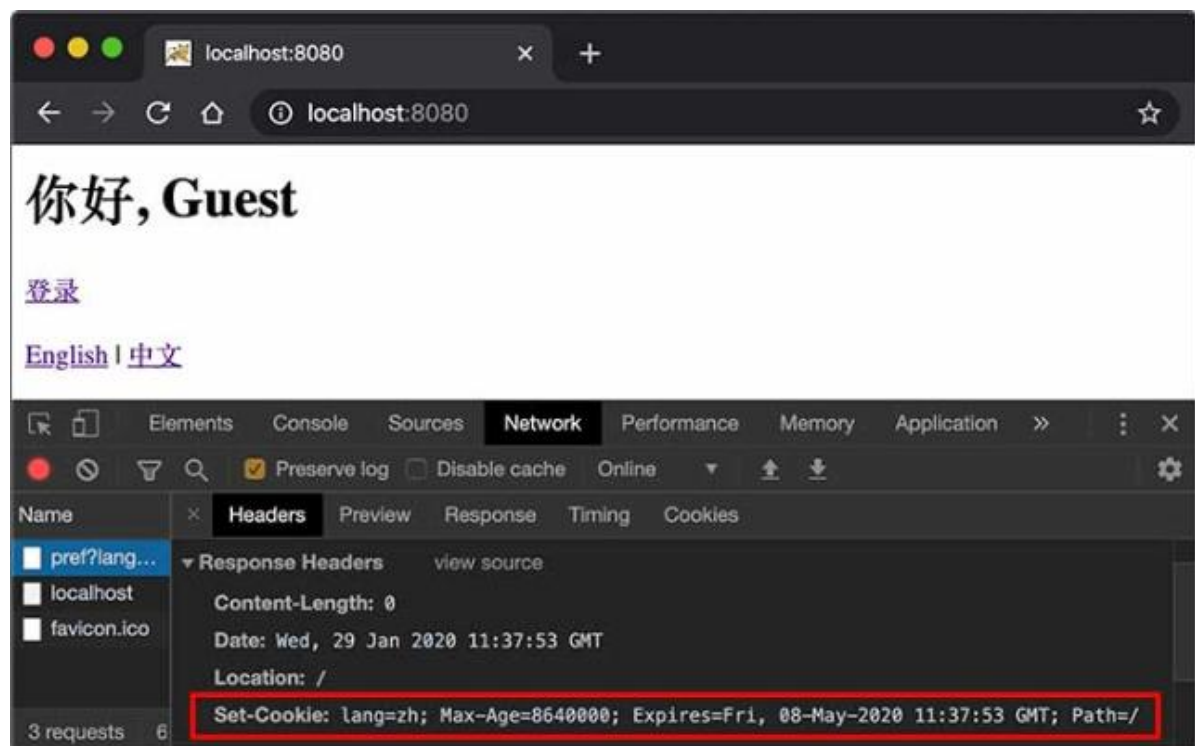 localhost:8080
localhost:8080
你好, Guest
登录
English | 中文
Elements Console Sources Network Performance Memory Application »
Preserve log Disable cache Online
Name × Headers Preview Response Timing Cookies
pref?lang... Response Headers view source
localhost Content-Length: 0
favicon.ico Date: Wed, 29 Jan 2020 11:37:53 GMT
Location: /
Set-Cookie: lang=zh; Max-Age=8640000; Expires=Fri, 08-May-2020 11:37:53 GMT; Path=/
3 requests 6